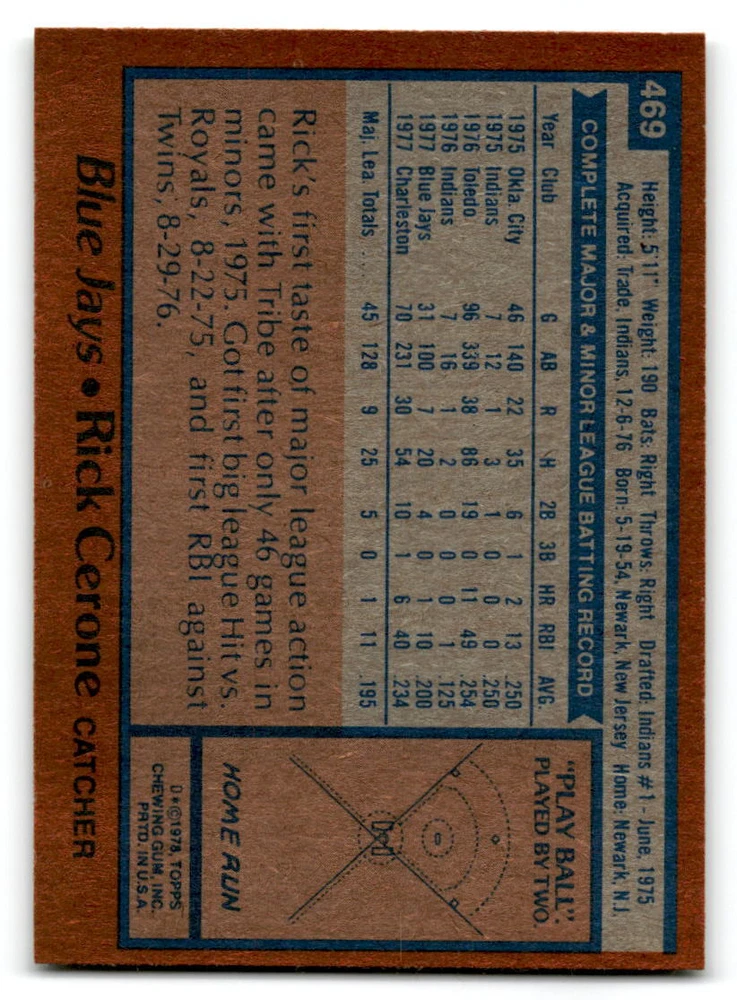 469
Height: 5'11" Weight: 190 Bats: Right Throws: Right Drafted: Indians #1 - June, 1975
Acquired: Trade, Indians, 12-6-76 Born: 5-19-54, Newark, New Jersey Home: Newark, N.J.
COMPLETE MAJOR & MINOR LEAGUE BATTING RECORD
Year Club G AB R H 2B 3B HR RBI AVG.
1975 Okla. City 46 140 22 35 6 1 2 13 .250
1975 Indians 7 12 1 3 1 0 0 0 .250
1976 Toledo 96 339 38 86 19 0 11 49 .254
1976 Indians 7 16 1 2 0 0 0 1 .125
1977 Blue Jays 31 100 7 20 4 0 1 10 .200
1977 Charleston 70 231 30 54 10 1 6 40 .234
Maj. Lea. Totals . . . 45 128 9 25 5 0 1 11 .195
Rick's first taste of major league action
came with Tribe after only 46 games in
minors, 1975. Got first big league Hit vs.
Royals, 8-22-75, and first RBI against
Twins, 8-29-76.
"PLAY BALL".
PLAYED BY TWO.
HOME RUN
D*©1978 TOPPS
CHEWING GUM, INC.
PRTD. IN U.S.A.
Blue Jays • Rick Cerone CATCHER